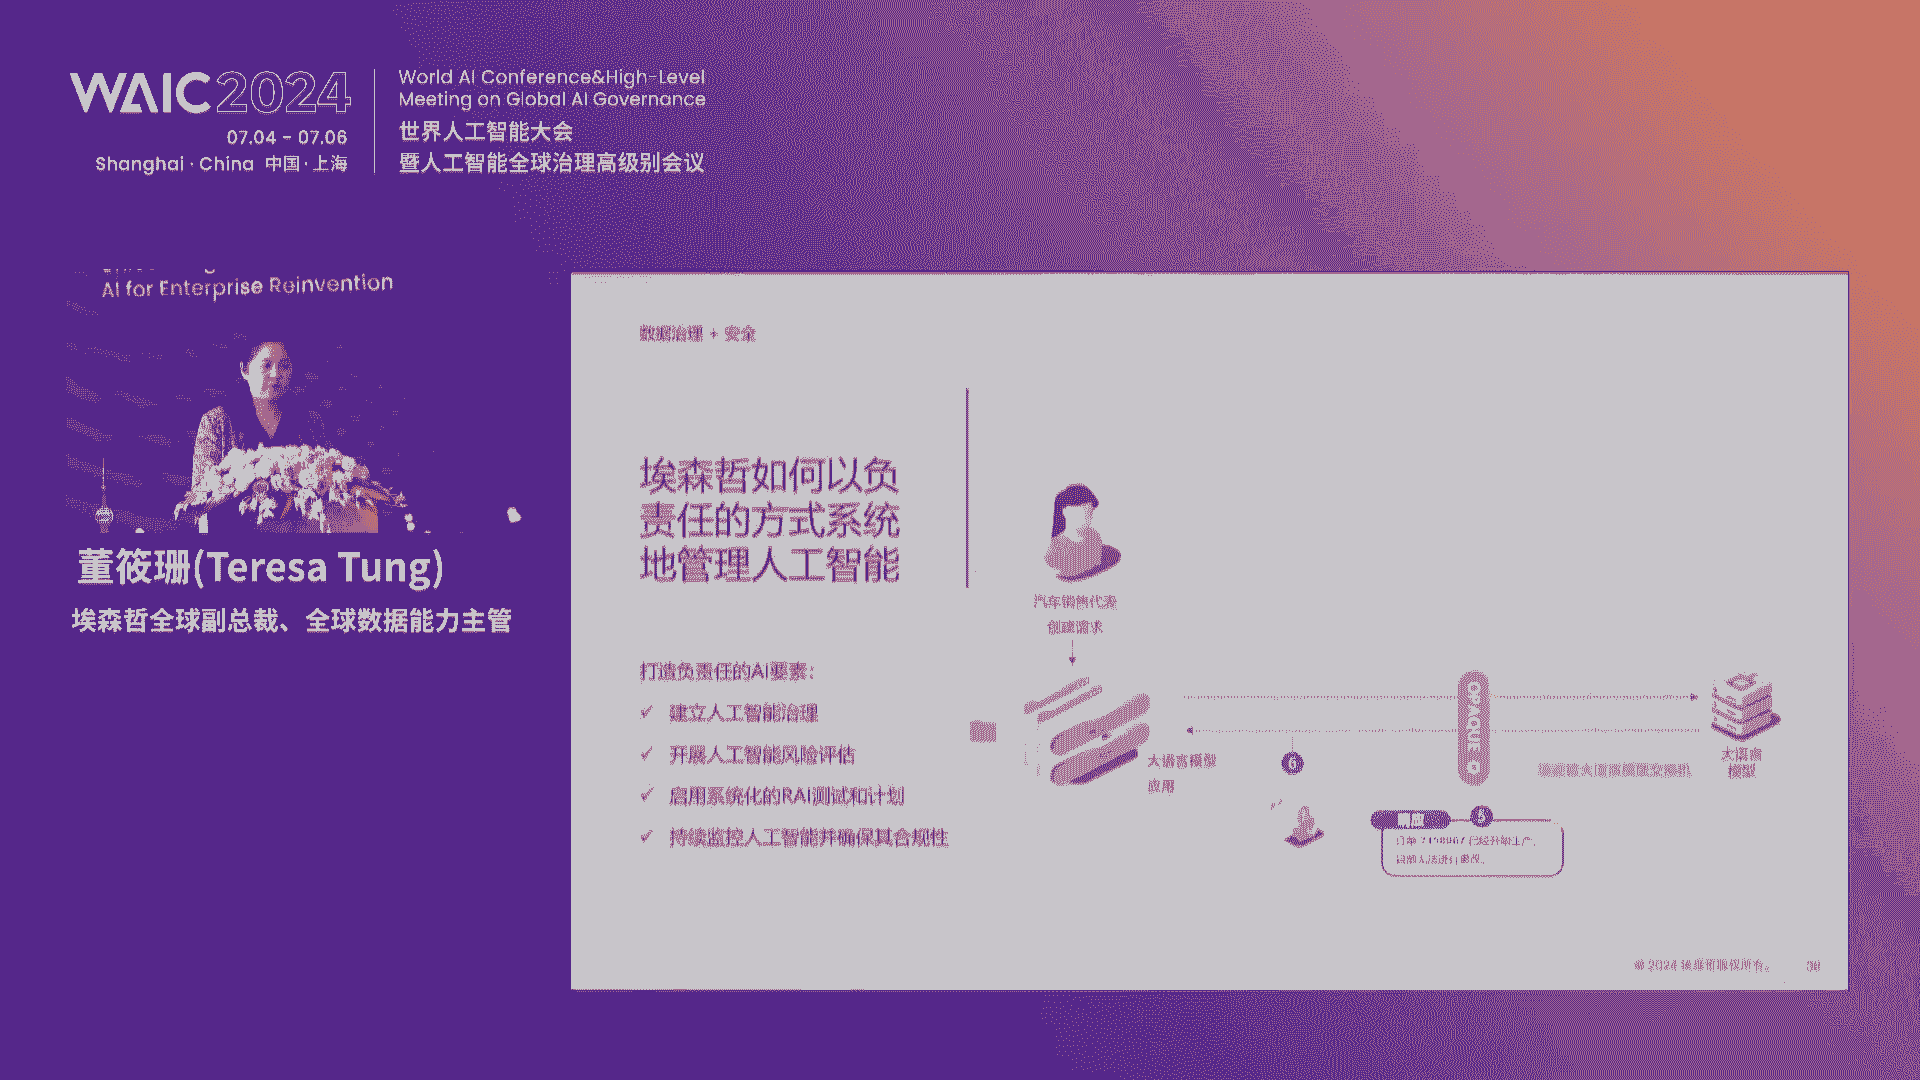 WAIC 2024
07.04 - 07.06
Shanghai · China 中国·上海
World AI Conference&High-Level
Meeting on Global AI Governance
世界人工智能大会
暨人工智能全球治理高级别会议
AI for Enterprise Reinvention
董筱珊(Teresa Tung)
埃森哲全球副总裁、全球数据能力主管
数据治理 + 安全
埃森哲如何以负
责任的方式系统
地管理人工智能
打造负责任的AI要素:
✓ 建立人工智能治理
✓ 开展人工智能风险评估
✓ 启用系统化的RAI测试和计划
✓ 持续监控人工智能并确保其合规性
汽车销售代表
创建请求
大语言模型
应用
6
OPAQUE
大语言
模型
5
© 2024 埃森哲版权所有。